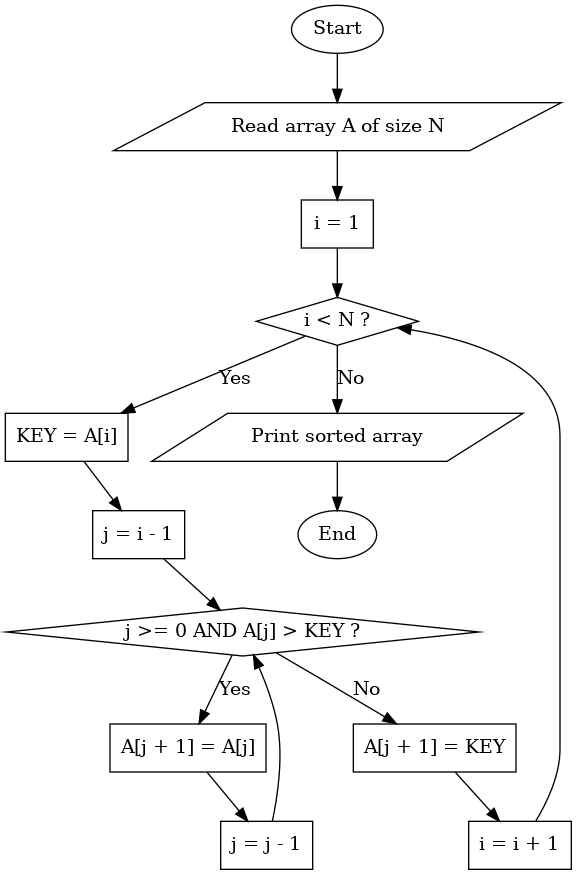 Start
Read array A of size N
i = 1
i < N ?
Yes
No
KEY = A[i]
Print sorted array
j = i - 1
End
j >= 0 AND A[j] > KEY ?
Yes
No
A[j + 1] = A[j]
A[j + 1] = KEY
j = j - 1
i = i + 1